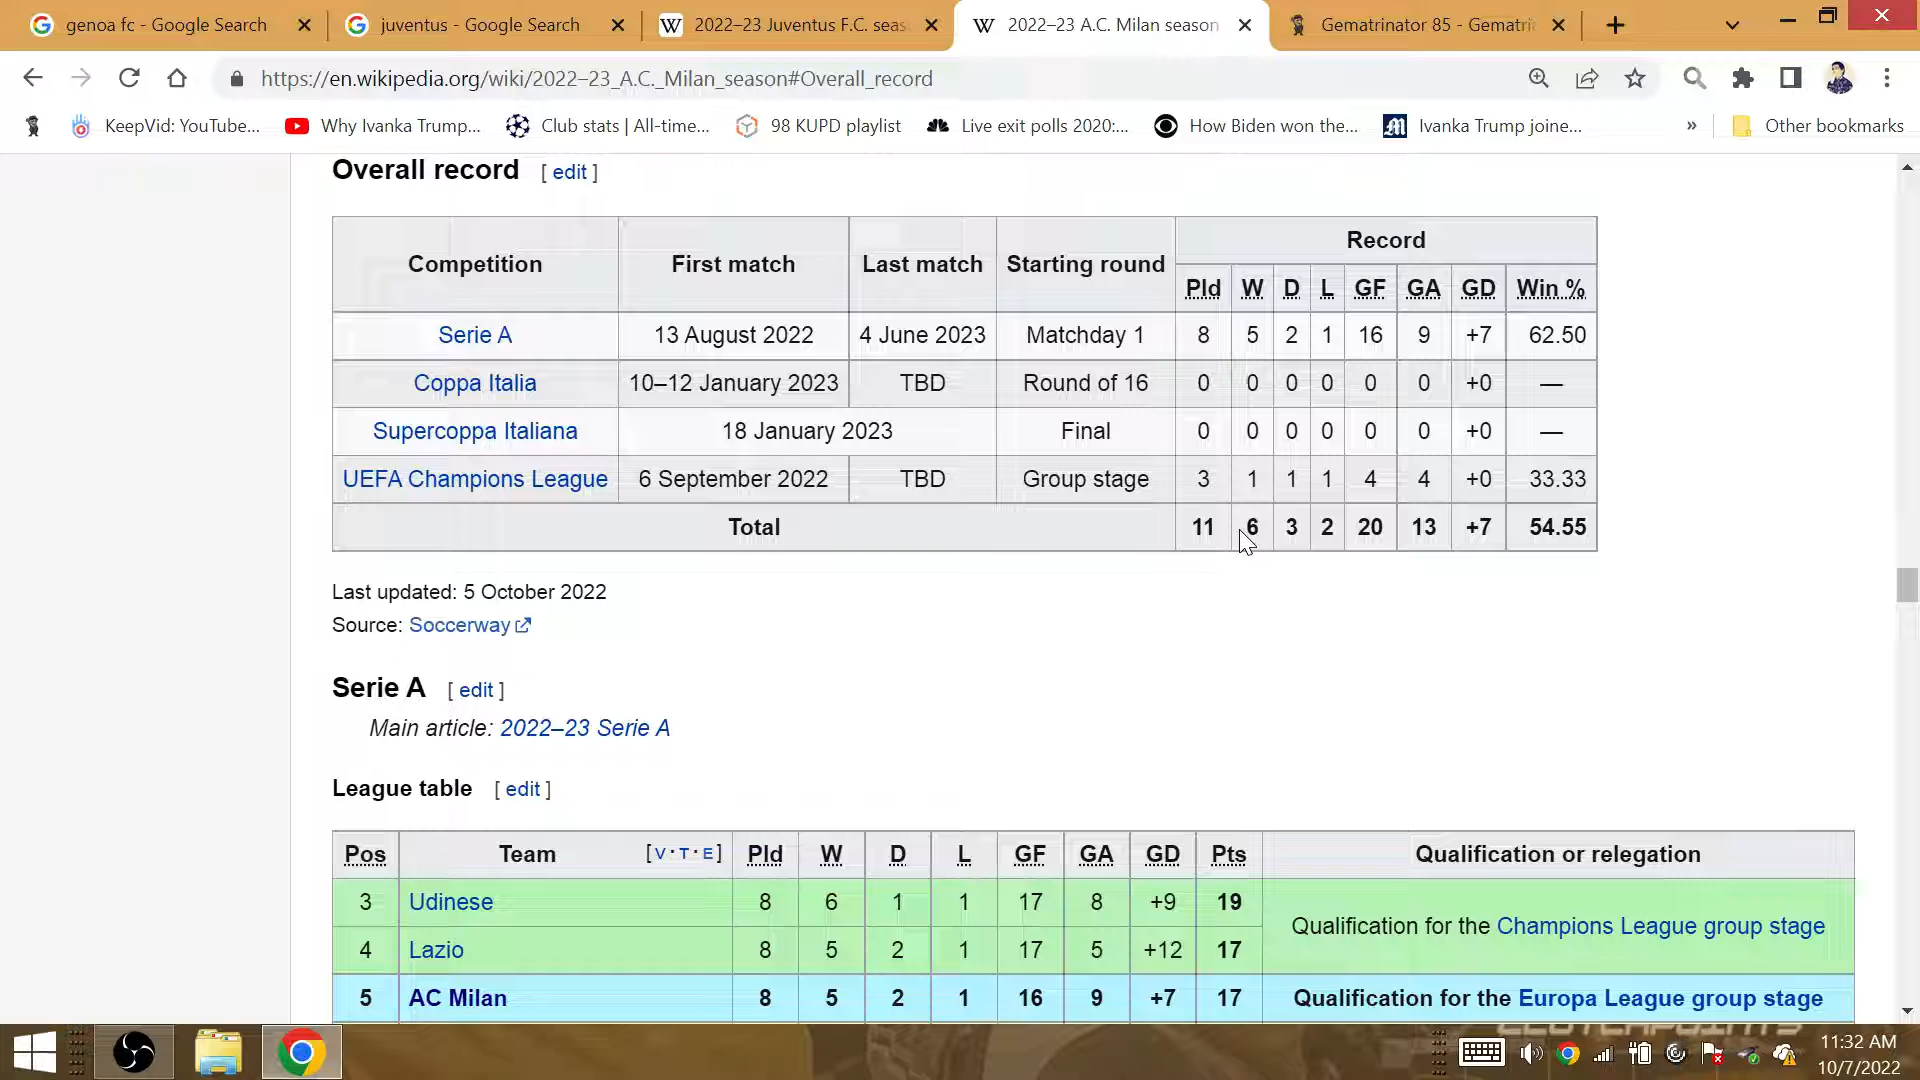 genoa fc - Google Search
juventus - Google Search
2022–23 Juventus F.C. seas
2022–23 A.C. Milan season
Gematrinator 85 - Gematri
https://en.wikipedia.org/wiki/2022–23_A.C._Milan_season#Overall_record
KeepVid: YouTube...
Why Ivanka Trump...
Club stats | All-time...
98 KUPD playlist
Live exit polls 2020:...
How Biden won the...
Ivanka Trump joine...
»
Other bookmarks
Overall record [ edit ]
Competition First match Last match Starting round Record
Pld W D L GF GA GD Win %
Serie A 13 August 2022 4 June 2023 Matchday 1 8 5 2 1 16 9 +7 62.50
Coppa Italia 10–12 January 2023 TBD Round of 16 0 0 0 0 0 0 +0 —
Supercoppa Italiana 18 January 2023 Final 0 0 0 0 0 0 +0 —
UEFA Champions League 6 September 2022 TBD Group stage 3 1 1 1 4 4 +0 33.33
Total 11 6 3 2 20 13 +7 54.55
Last updated: 5 October 2022
Source: Soccerway
Serie A [ edit ]
Main article: 2022–23 Serie A
League table [ edit ]
Pos Team [V·T·E] Pld W D L GF GA GD Pts Qualification or relegation
3 Udinese 8 6 1 1 17 8 +9 19
Qualification for the Champions League group stage
4 Lazio 8 5 2 1 17 5 +12 17
5 AC Milan 8 5 2 1 16 9 +7 17 Qualification for the Europa League group stage
11:32 AM
10/7/2022